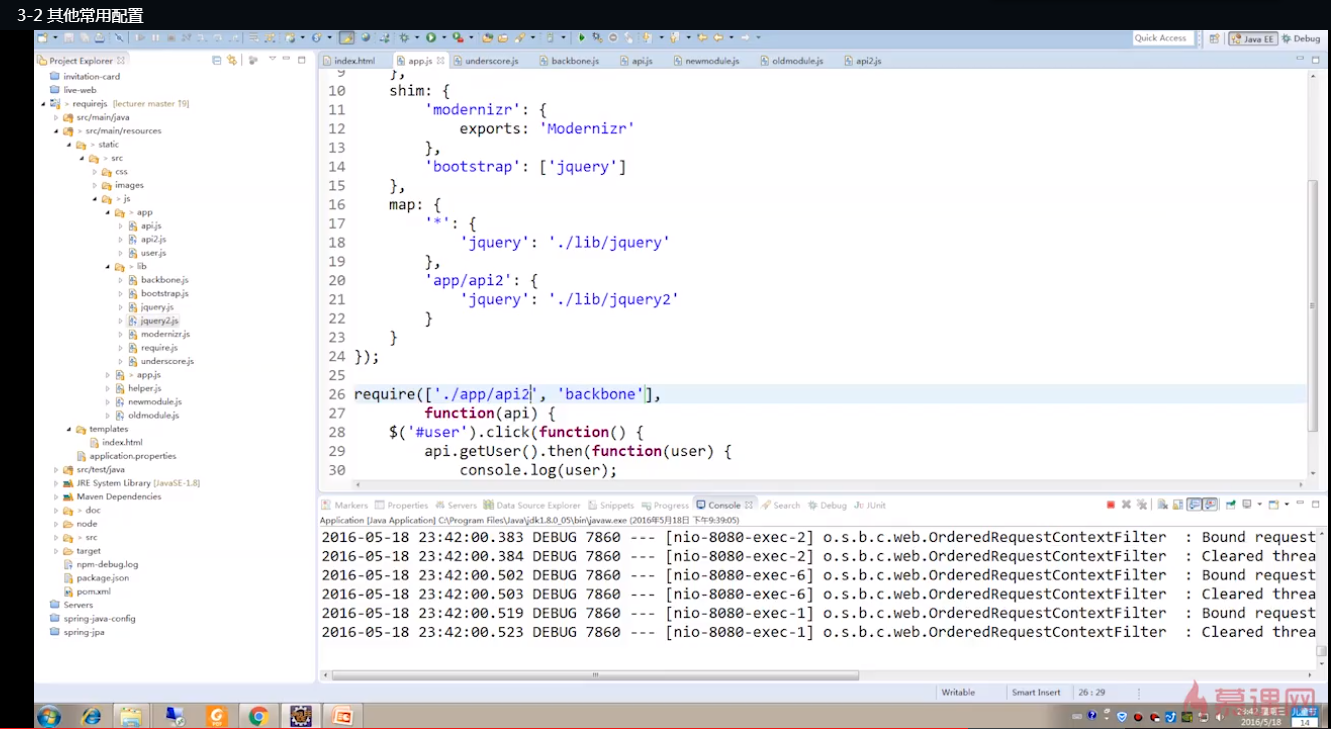 3-2 其他常用配置
Quick Access
Java EE
Debug
Project Explorer
index.html
app.js
underscore.js
backbone.js
api.js
newmodule.js
oldmodule.js
api2.js
invitation-card
live-web
> requirejs [lecturer master 19]
src/main/java
> src/main/resources
> static
> src
css
images
> js
> app
api.js
api2.js
user.js
> lib
backbone.js
bootstrap.js
jquery.js
jquery2.js
modernizr.js
require.js
underscore.js
> app.js
helper.js
newmodule.js
oldmodule.js
templates
index.html
application.properties
src/test/java
JRE System Library [JavaSE-1.8]
Maven Dependencies
> doc
node
> src
target
npm-debug.log
package.json
pom.xml
Servers
spring-java-config
spring-jpa
9 },
10 shim: {
11 'modernizr': {
12 exports: 'Modernizr'
13 },
14 'bootstrap': ['jquery']
15 },
16 map: {
17 '*': {
18 'jquery': './lib/jquery'
19 },
20 'app/api2': {
21 'jquery': './lib/jquery2'
22 }
23 }
24 });
25
26 require(['./app/api2', 'backbone'],
27 function(api) {
28 $('#user').click(function() {
29 api.getUser().then(function(user) {
30 console.log(user);
Markers
Properties
Servers
Data Source Explorer
Snippets
Progress
Console
Search
Debug
JUnit
Application [Java Application] C:\Program Files\Java\jdk1.8.0_05\bin\javaw.exe (2016年5月18日 下午9:39:05)
2016-05-18 23:42:00.383 DEBUG 7860 --- [nio-8080-exec-2] o.s.b.c.web.OrderedRequestContextFilter : Bound request
2016-05-18 23:42:00.384 DEBUG 7860 --- [nio-8080-exec-2] o.s.b.c.web.OrderedRequestContextFilter : Cleared threa
2016-05-18 23:42:00.502 DEBUG 7860 --- [nio-8080-exec-6] o.s.b.c.web.OrderedRequestContextFilter : Bound request
2016-05-18 23:42:00.503 DEBUG 7860 --- [nio-8080-exec-6] o.s.b.c.web.OrderedRequestContextFilter : Cleared threa
2016-05-18 23:42:00.519 DEBUG 7860 --- [nio-8080-exec-1] o.s.b.c.web.OrderedRequestContextFilter : Bound request
2016-05-18 23:42:00.523 DEBUG 7860 --- [nio-8080-exec-1] o.s.b.c.web.OrderedRequestContextFilter : Cleared threa
Writable
Smart Insert
26 : 29
慕课网
2016/5/18
儿童节
14